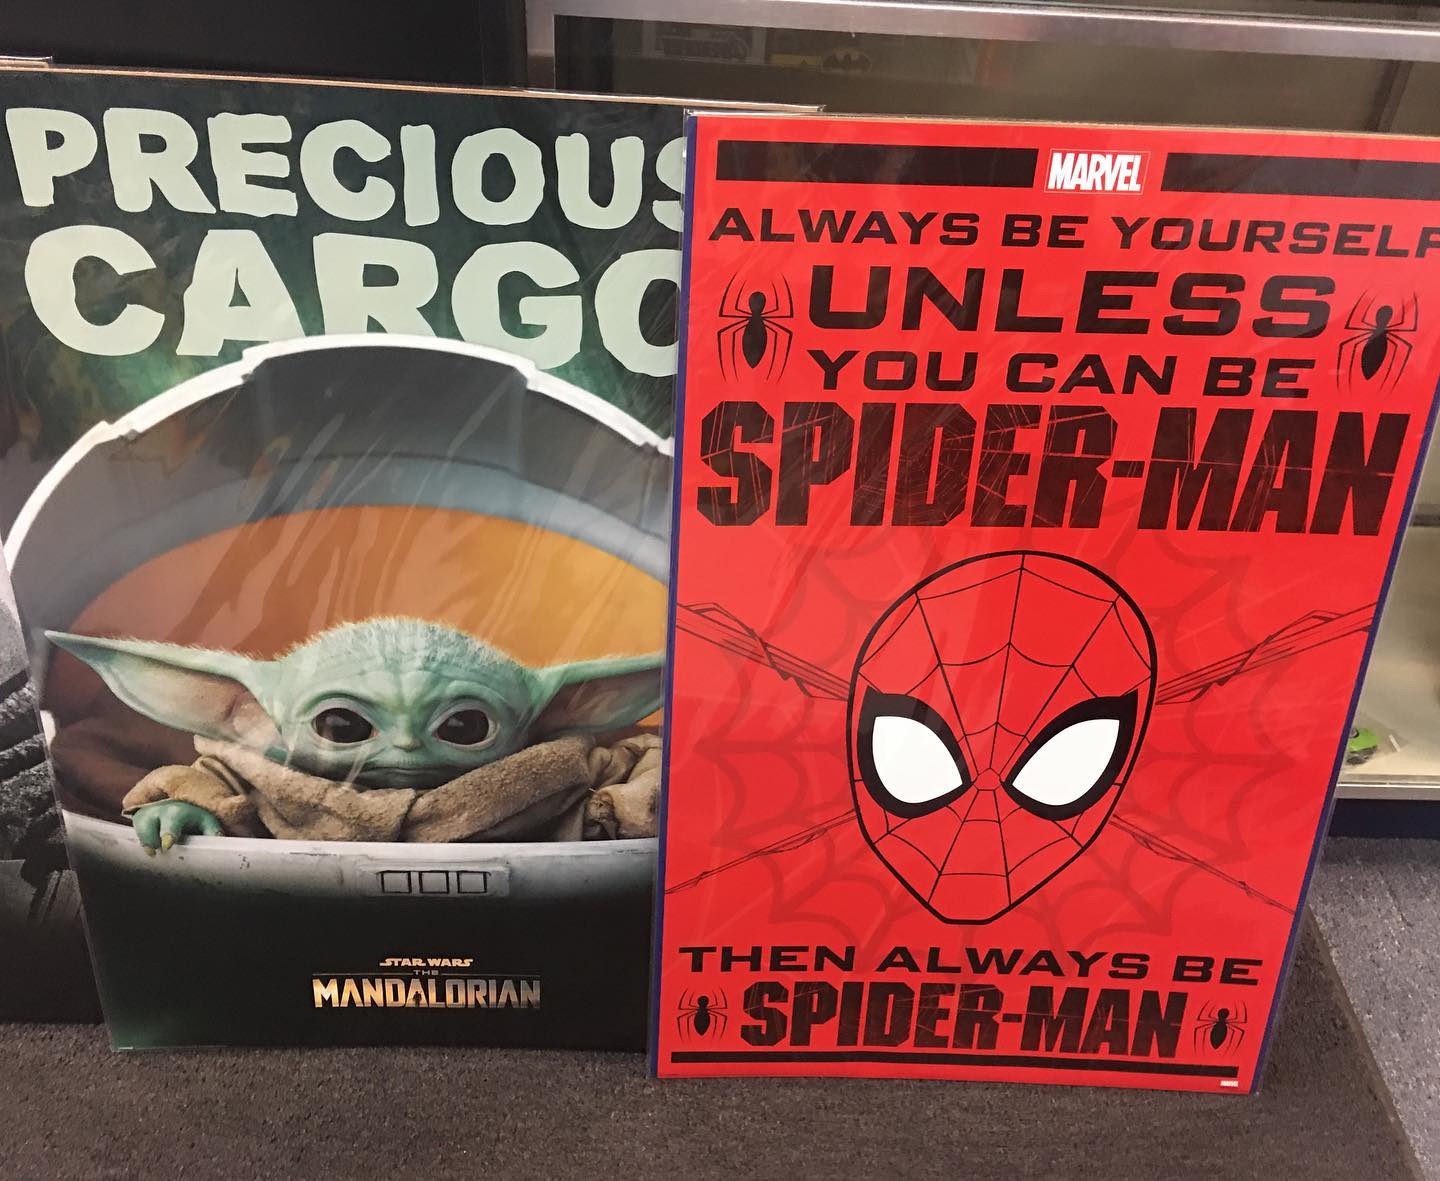 PRECIOUS
CARGO
STAR WARS
THE
MANDALORIAN
MARVEL
ALWAYS BE YOURSELF
UNLESS
YOU CAN BE
SPIDER-MAN
THEN ALWAYS BE
SPIDER-MAN
MARVEL